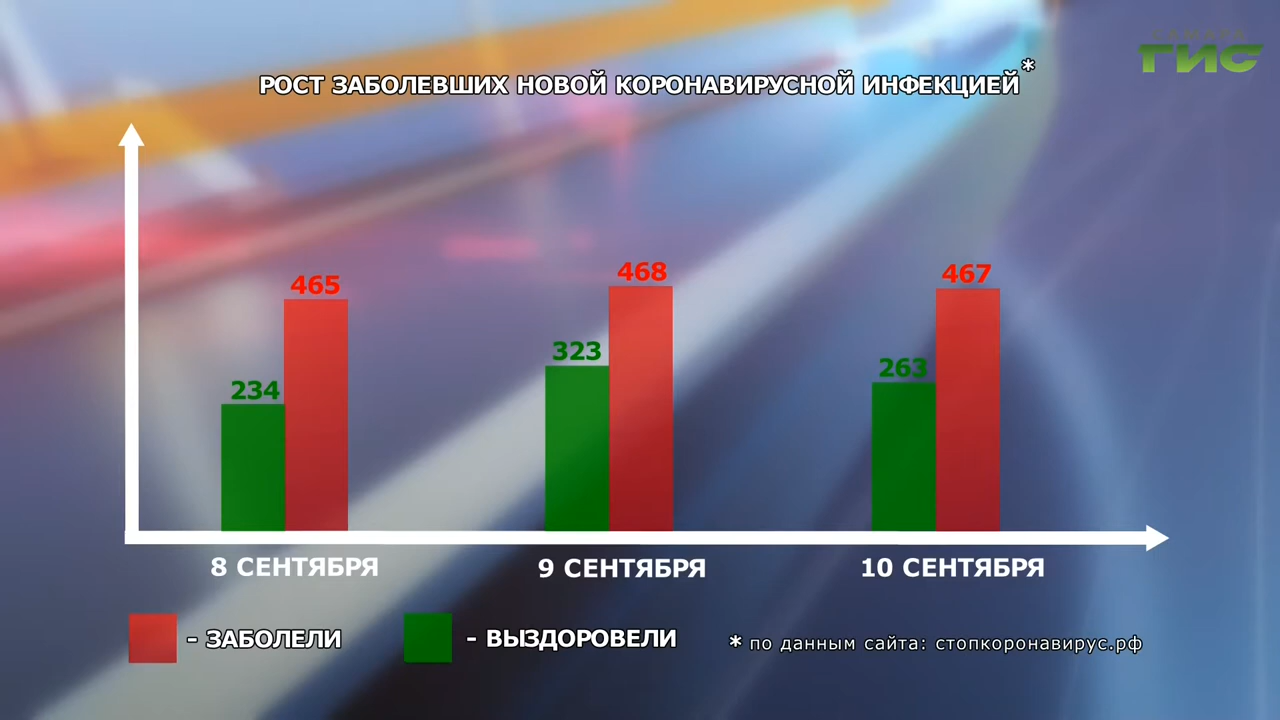 САМАРА
ГИС
РОСТ ЗАБОЛЕВШИХ НОВОЙ КОРОНАВИРУСНОЙ ИНФЕКЦИЕЙ*
465
468
467
234
323
263
8 СЕНТЯБРЯ
9 СЕНТЯБРЯ
10 СЕНТЯБРЯ
- ЗАБОЛЕЛИ
- ВЫЗДОРОВЕЛИ
* по данным сайта: стопкоронавирус.рф